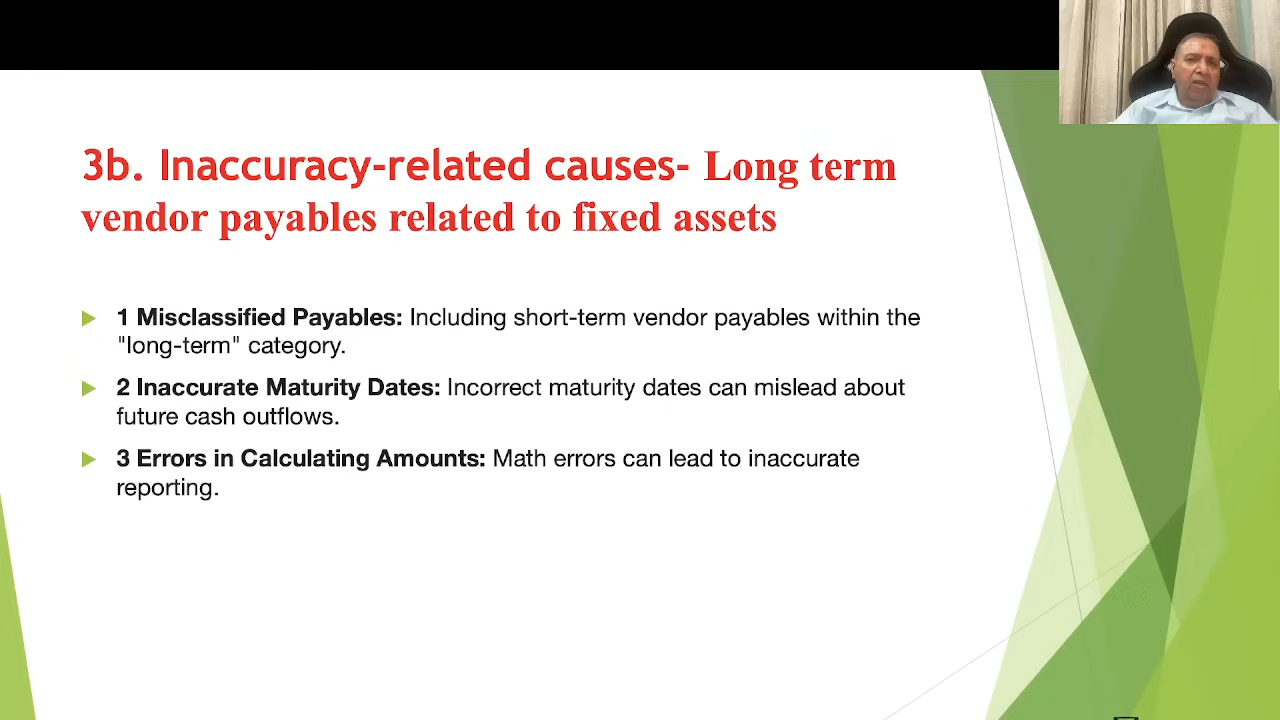 3b. Inaccuracy-related causes- Long term
vendor payables related to fixed assets
1 Misclassified Payables: Including short-term vendor payables within the
"long-term" category.
2 Inaccurate Maturity Dates: Incorrect maturity dates can mislead about
future cash outflows.
3 Errors in Calculating Amounts: Math errors can lead to inaccurate
reporting.